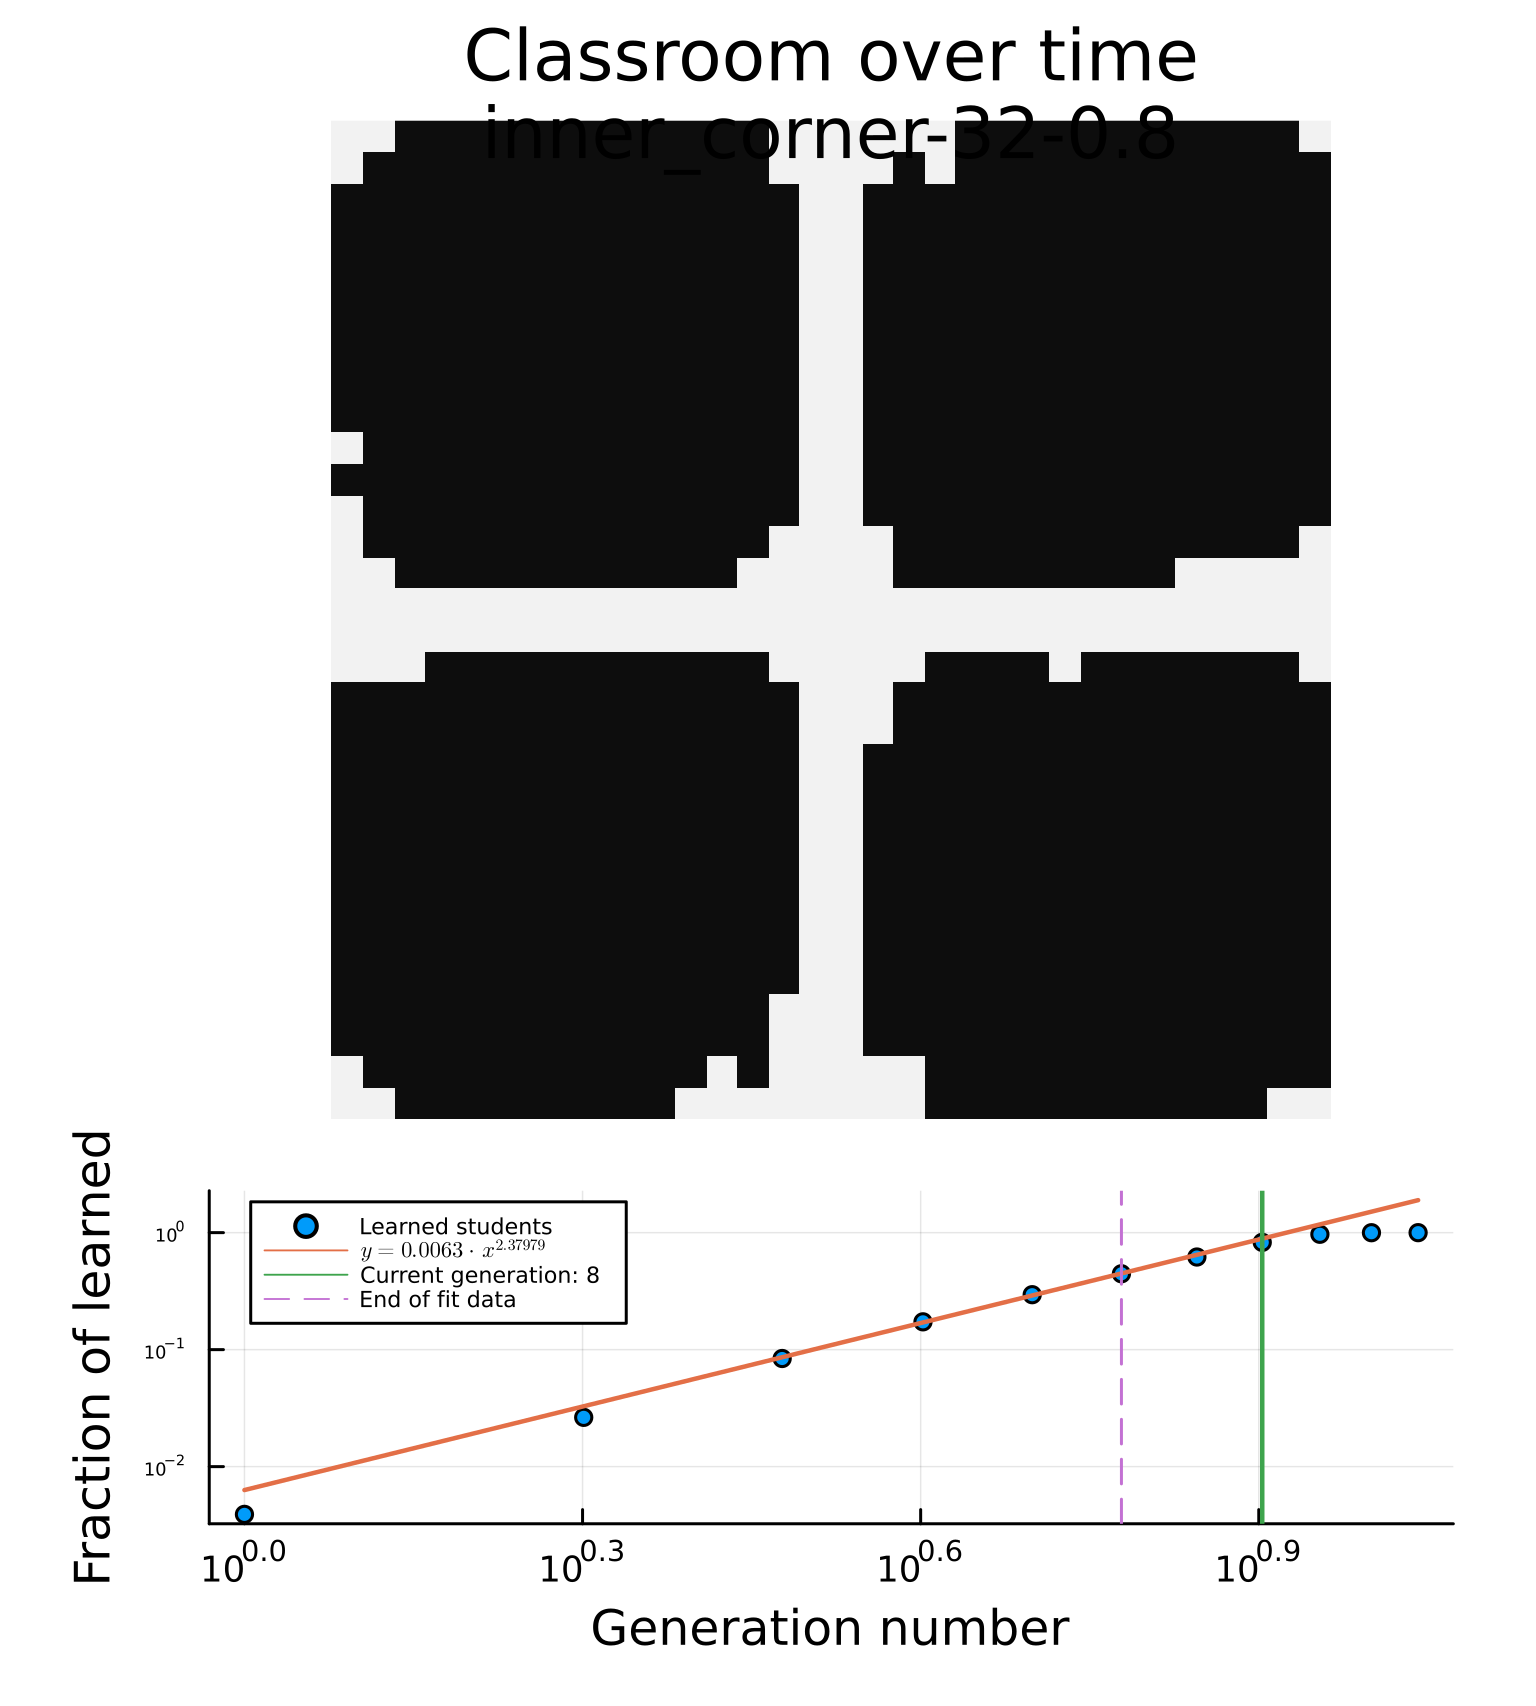 Classroom over time
inner_corner-32-0.8
Fraction of learned
10^0
10^−1
10^−2
Learned students
y = 0.0063 · x^2.37979
Current generation: 8
End of fit data
10^0.0 10^0.3 10^0.6 10^0.9
Generation number